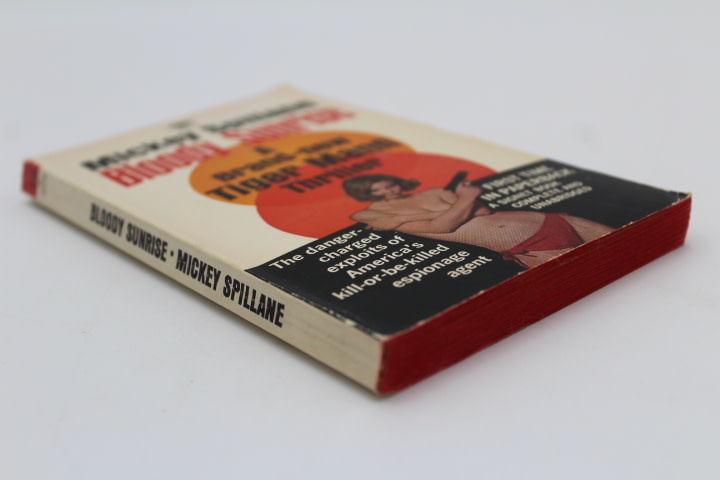 Mickey Spillane
Bloody Sunrise
A
Brand-new
Tiger Mann
Thriller
FIRST TIME
IN PAPERBACK
A SIGNET BOOK
COMPLETE AND
UNABRIDGED
The danger-
charged
exploits of
America's
kill-or-be-killed
espionage
agent
BLOODY SUNRISE • MICKEY SPILLANE